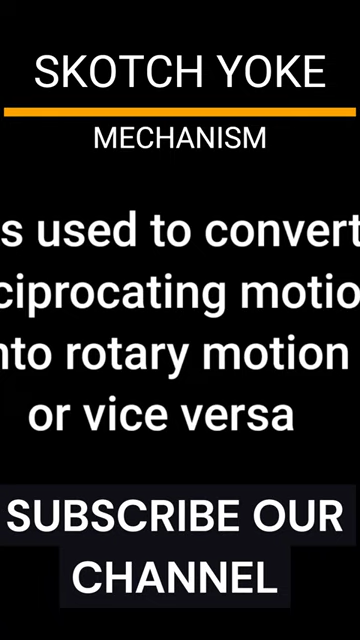 SKOTCH YOKE
MECHANISM
s used to convert
ciprocating motio
nto rotary motion
or vice versa
SUBSCRIBE OUR
CHANNEL